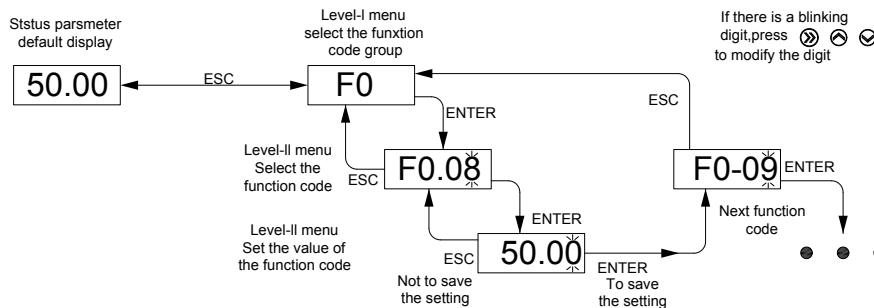 Ststus parsmeter
default display
50.00
ESC
Level-I menu
select the funxtion
code group
F0
ENTER
If there is a blinking
digit,press
to modify the digit
ESC
Level-II menu
Select the
function code
ESC
F0.08
ENTER
F0-09
ENTER
Next function
code
Level-II menu
Set the value of
the function code
ESC
50.00
Not to save
the setting
ENTER
To save
the setting